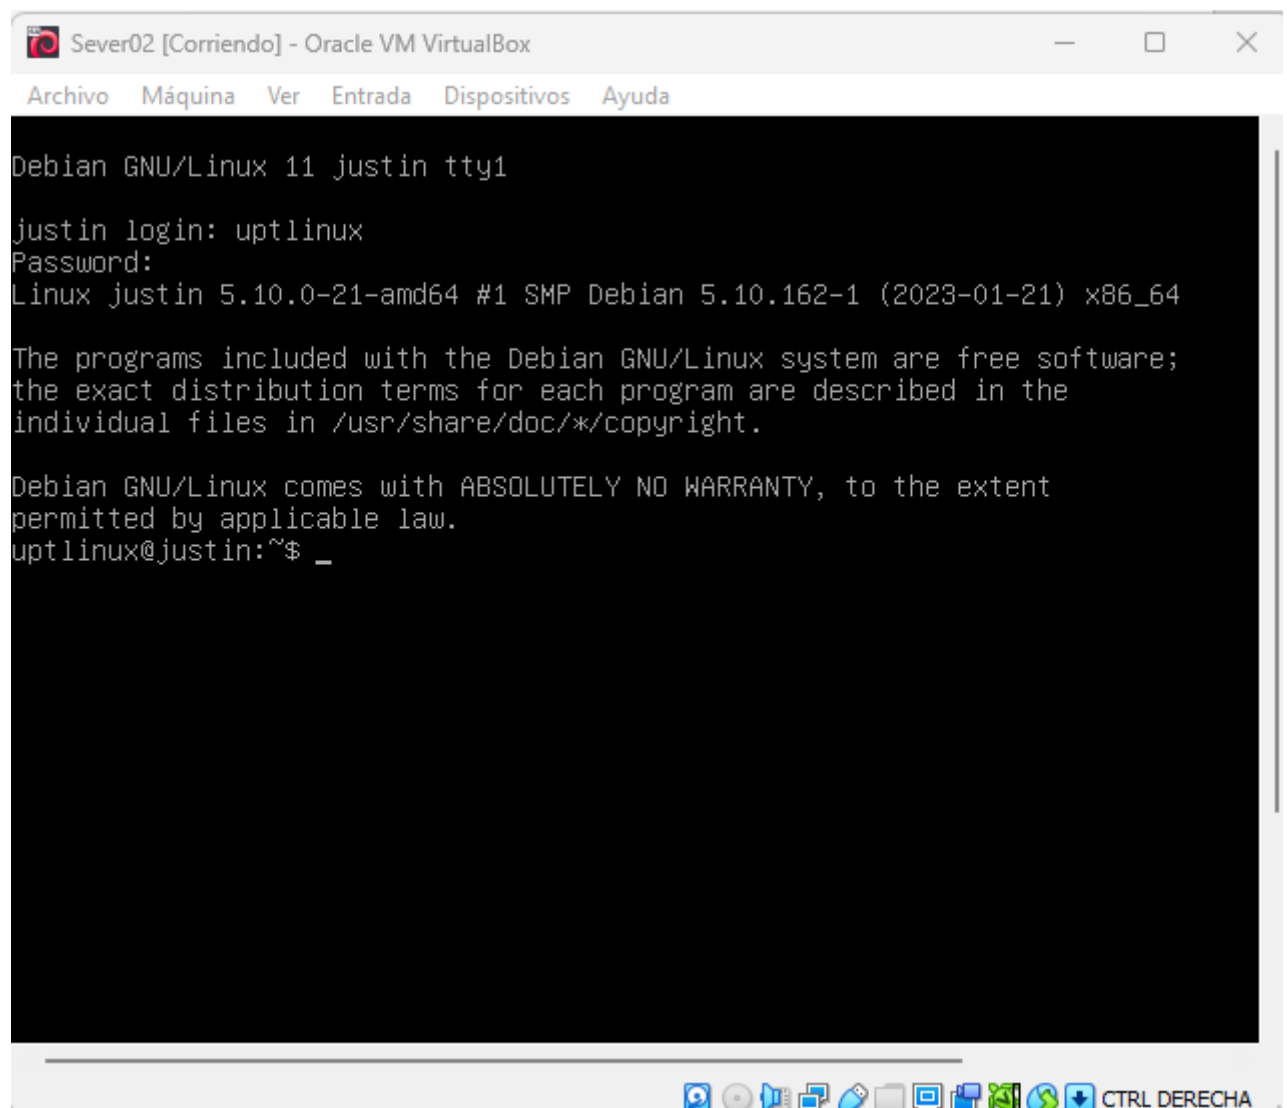 Sever02 [Corriendo] - Oracle VM VirtualBox
Archivo Máquina Ver Entrada Dispositivos Ayuda
Debian GNU/Linux 11 justin tty1
justin login: uptlinux
Password:
Linux justin 5.10.0-21-amd64 #1 SMP Debian 5.10.162-1 (2023-01-21) x86_64
The programs included with the Debian GNU/Linux system are free software;
the exact distribution terms for each program are described in the
individual files in /usr/share/doc/*/copyright.
Debian GNU/Linux comes with ABSOLUTELY NO WARRANTY, to the extent
permitted by applicable law.
uptlinux@justin:~$ _
CTRL DERECHA